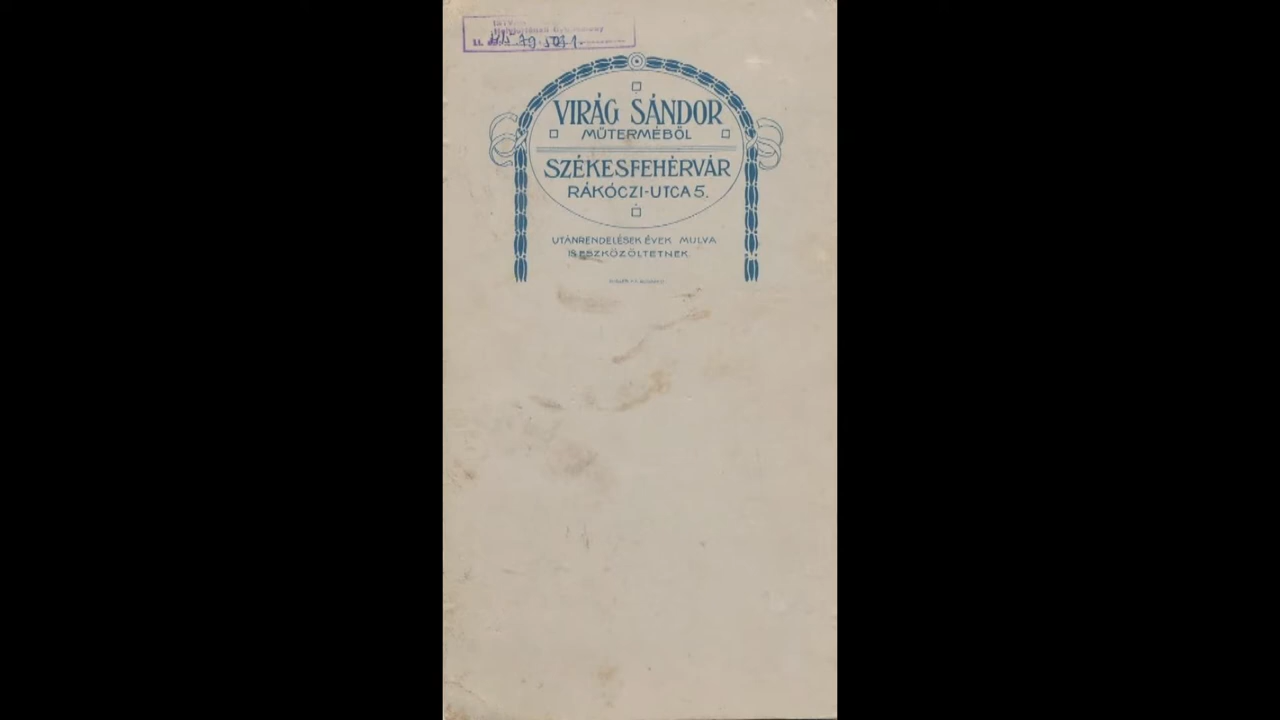 VIRÁG SÁNDOR
MŰTERMÉBŐL
SZÉKESFEHÉRVÁR
RÁKÓCZI-UTCA 5.
UTÁNRENDELÉSEK ÉVEK MULVA
IS ESZKÖZÖLTETNEK